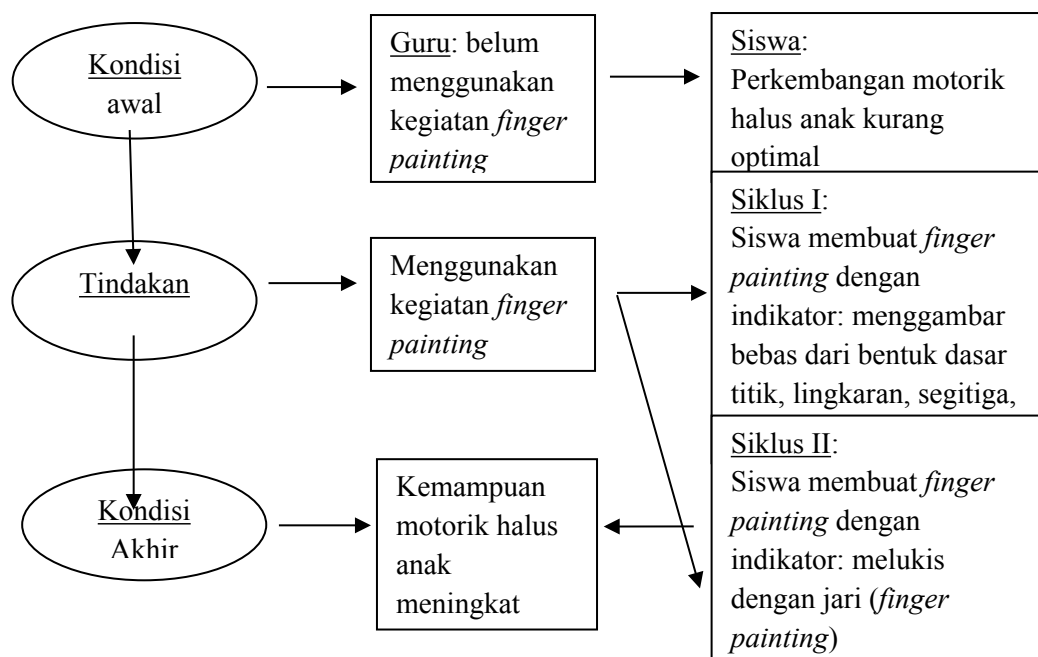 Kondisi
awal
Guru: belum
menggunakan
kegiatan finger
painting
Siswa:
Perkembangan motorik
halus anak kurang
optimal
Tindakan
Menggunakan
kegiatan finger
painting
Siklus I:
Siswa membuat finger
painting dengan
indikator: menggambar
bebas dari bentuk dasar
titik, lingkaran, segitiga,
Kondisi
Akhir
Kemampuan
motorik halus
anak
meningkat
Siklus II:
Siswa membuat finger
painting dengan
indikator: melukis
dengan jari (finger
painting)